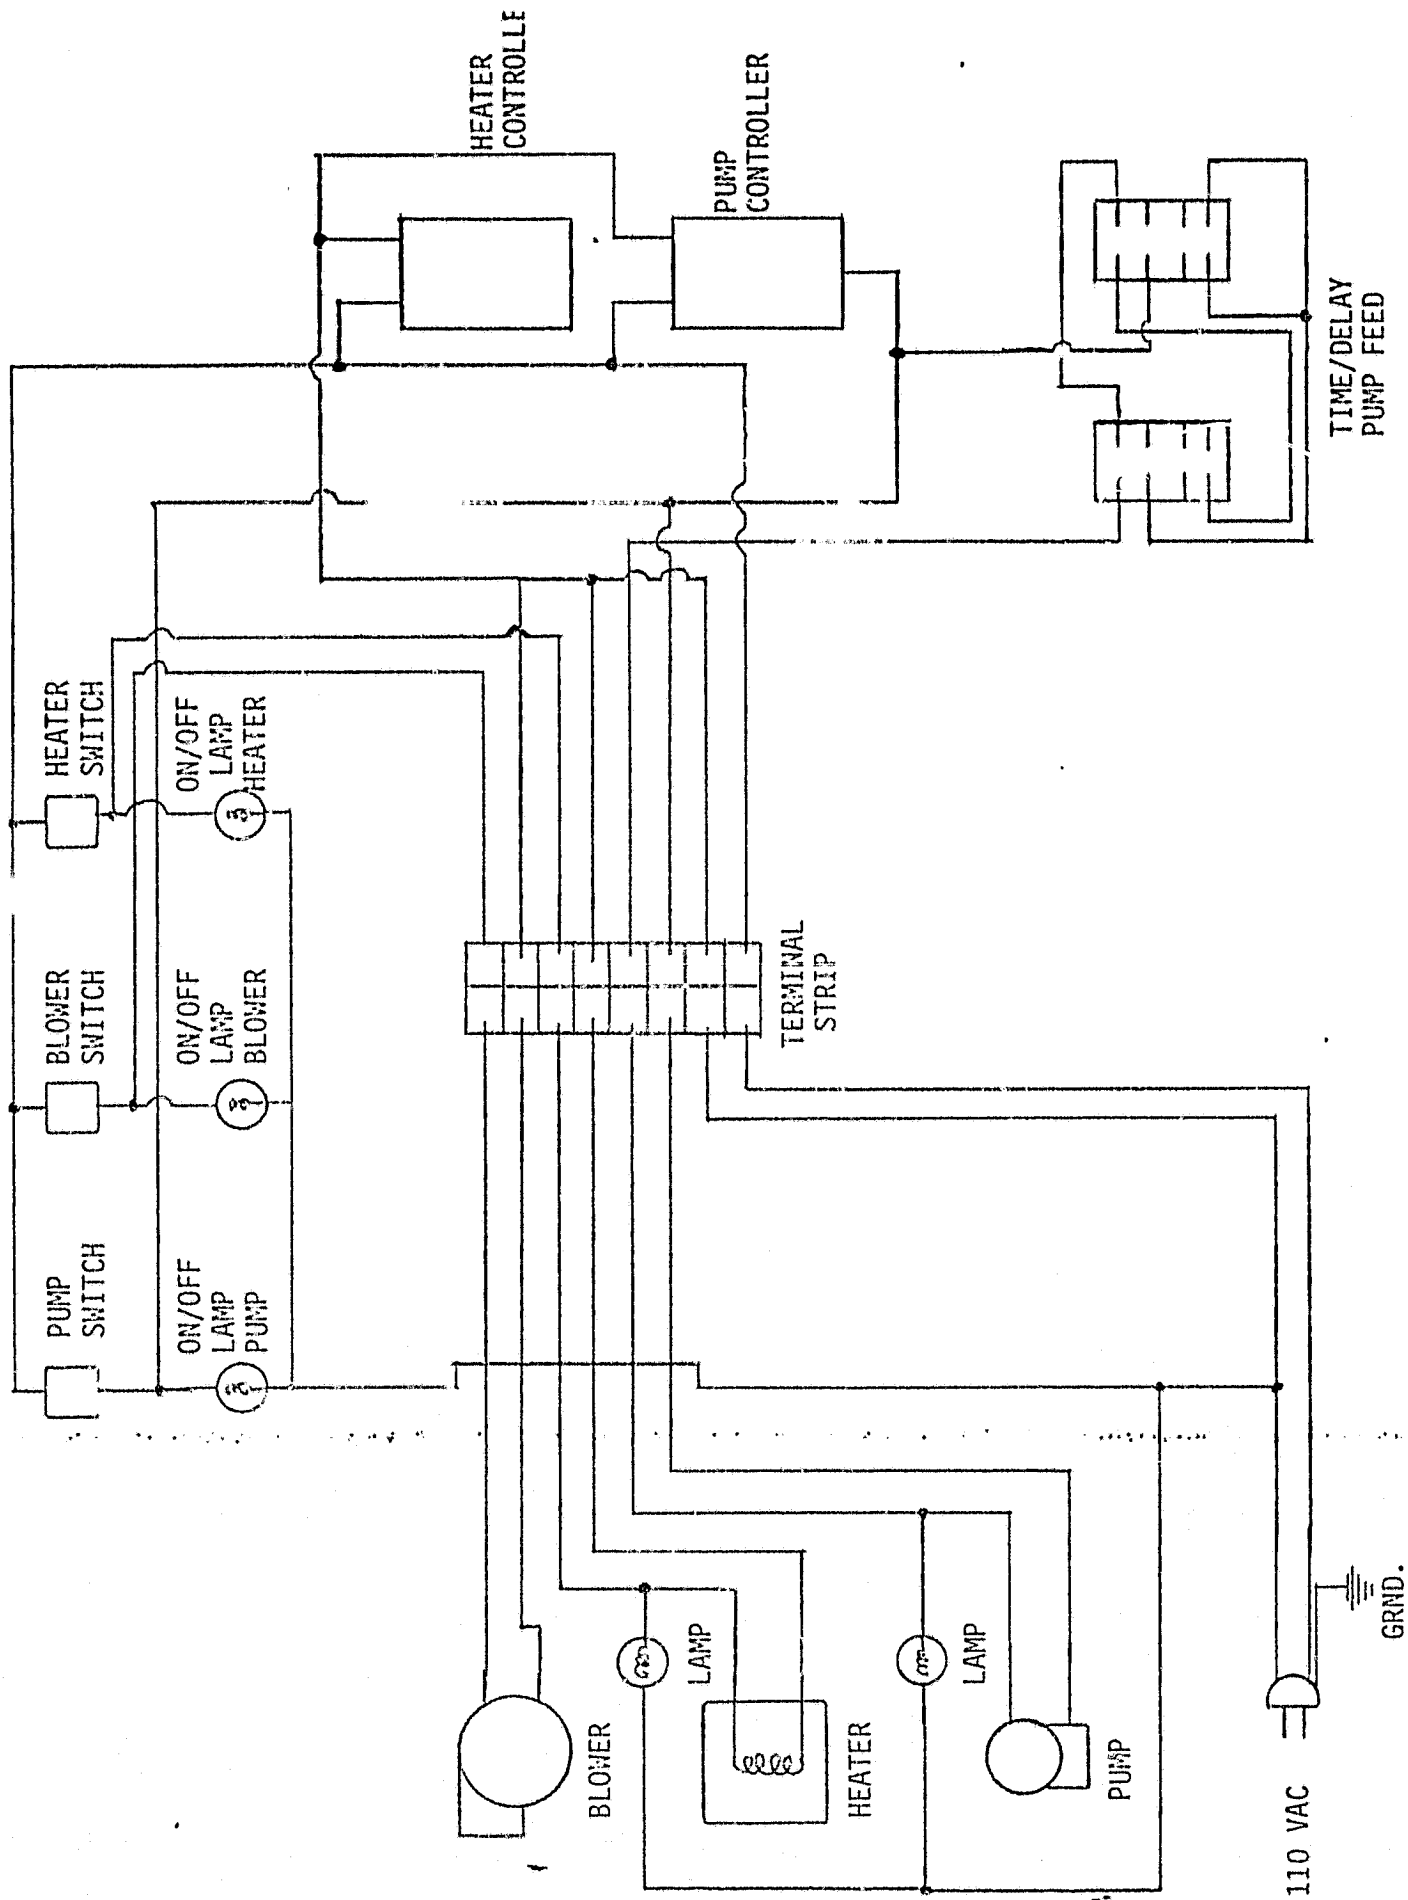 PUMP
SWITCH
BLOWER
SWITCH
HEATER
SWITCH
ON/OFF
LAMP
PUMP
ON/OFF
LAMP
BLOWER
ON/OFF
LAMP
HEATER
HEATER
CONTROLLE
PUMP
CONTROLLER
TERMINAL
STRIP
BLOWER
LAMP
HEATER
LAMP
PUMP
TIME/DELAY
PUMP FEED
110 VAC
GRND.